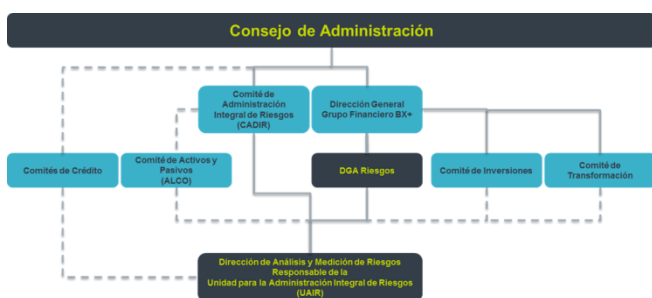 Consejo de Administración
Comité de
Administración
Integral de Riesgos
(CADIR)
Dirección General
Grupo Financiero BX+
Comités de Crédito
Comité de Activos y
Pasivos
(ALCO)
DGA Riesgos
Comité de Inversiones
Comité de
Transformación
Dirección de Análisis y Medición de Riesgos
Responsable de la
Unidad para la Administración Integral de Riesgos
(UAIR)